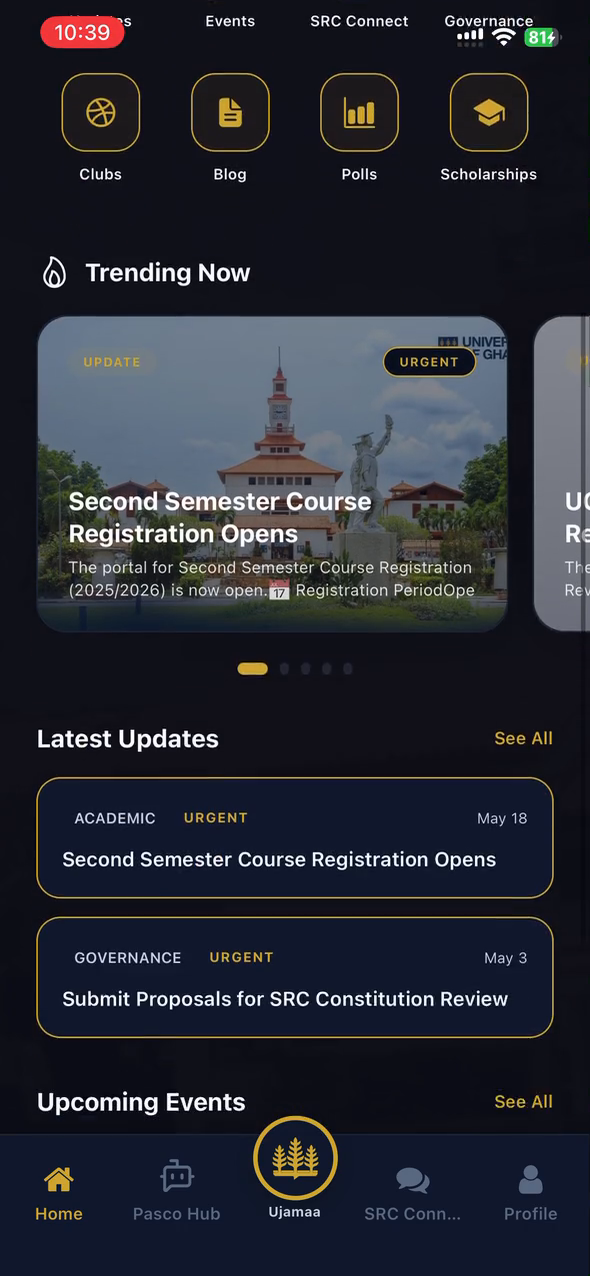 Events SRC Connect Governance
10:39
81
Clubs Blog Polls Scholarships
Trending Now
UPDATE
URGENT
Second Semester Course
Registration Opens
The portal for Second Semester Course Registration
(2025/2026) is now open.📅 Registration PeriodOpe
Latest Updates
See All
ACADEMIC URGENT May 18
Second Semester Course Registration Opens
GOVERNANCE URGENT May 3
Submit Proposals for SRC Constitution Review
Upcoming Events
See All
Home Pasco Hub Ujamaa SRC Conn... Profile